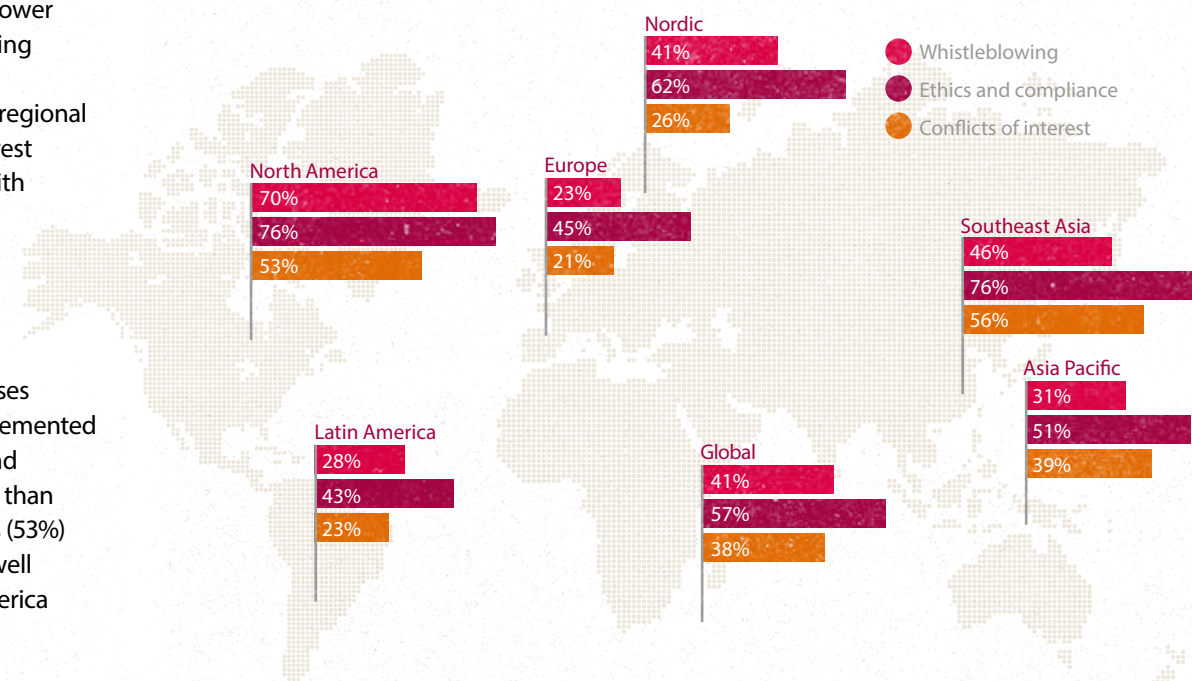 ower
ing
regional
rest
ith
ses
emented
nd
than
(53%)
well
erica
Nordic
41%
62%
26%
Whistleblowing
Ethics and compliance
Conflicts of interest
North America
70%
76%
53%
Europe
23%
45%
21%
Southeast Asia
46%
76%
56%
Asia Pacific
31%
51%
39%
Latin America
28%
43%
23%
Global
41%
57%
38%